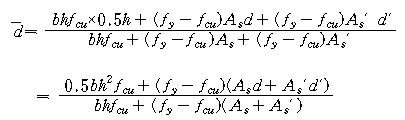 d̅ = \frac{bhf_{cu}×0.5h + (f_y − f_{cu})A_s d + (f_y − f_{cu})A_s′ d′}{bhf_{cu} + (f_y − f_{cu})A_s + (f_y − f_{cu})A_s′}
= \frac{0.5bh^2 f_{cu} + (f_y − f_{cu})(A_s d + A_s′d′)}{bhf_{cu} + (f_y − f_{cu})(A_s + A_s′)}